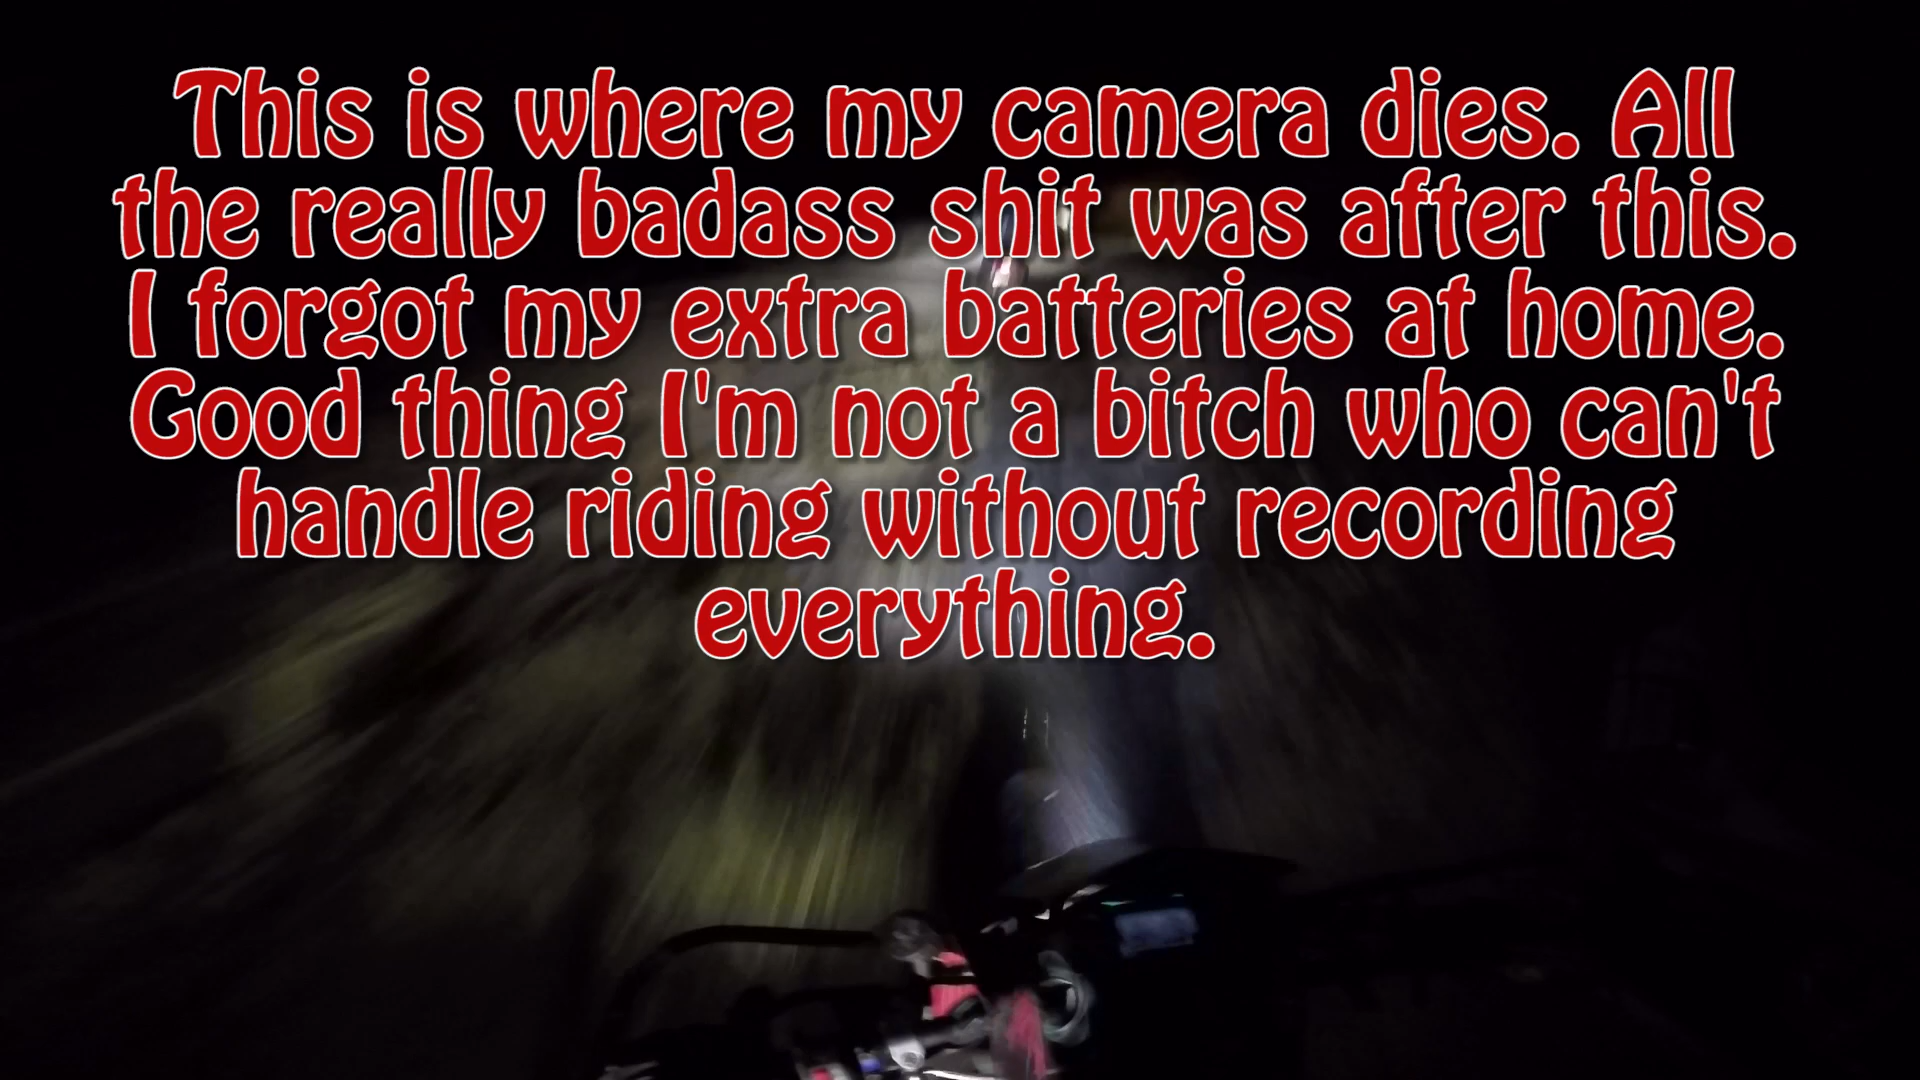 This is where my camera dies. All
the really badass shit was after this.
I forgot my extra batteries at home.
Good thing I'm not a bitch who can't
handle riding without recording
everything.